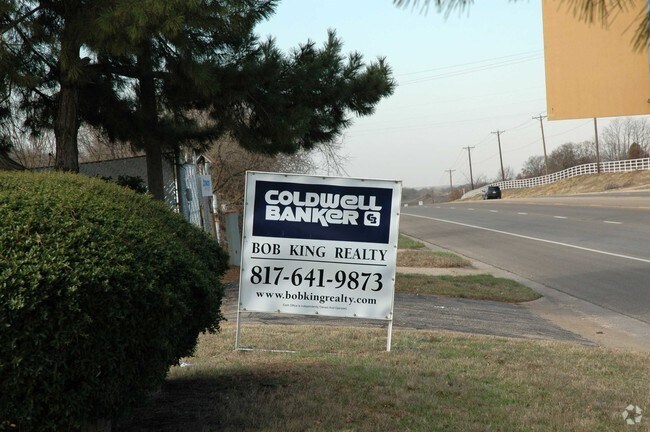 COLDWELL
BANKER
BOB KING REALTY
817-641-9873
www.bobkingrealty.com